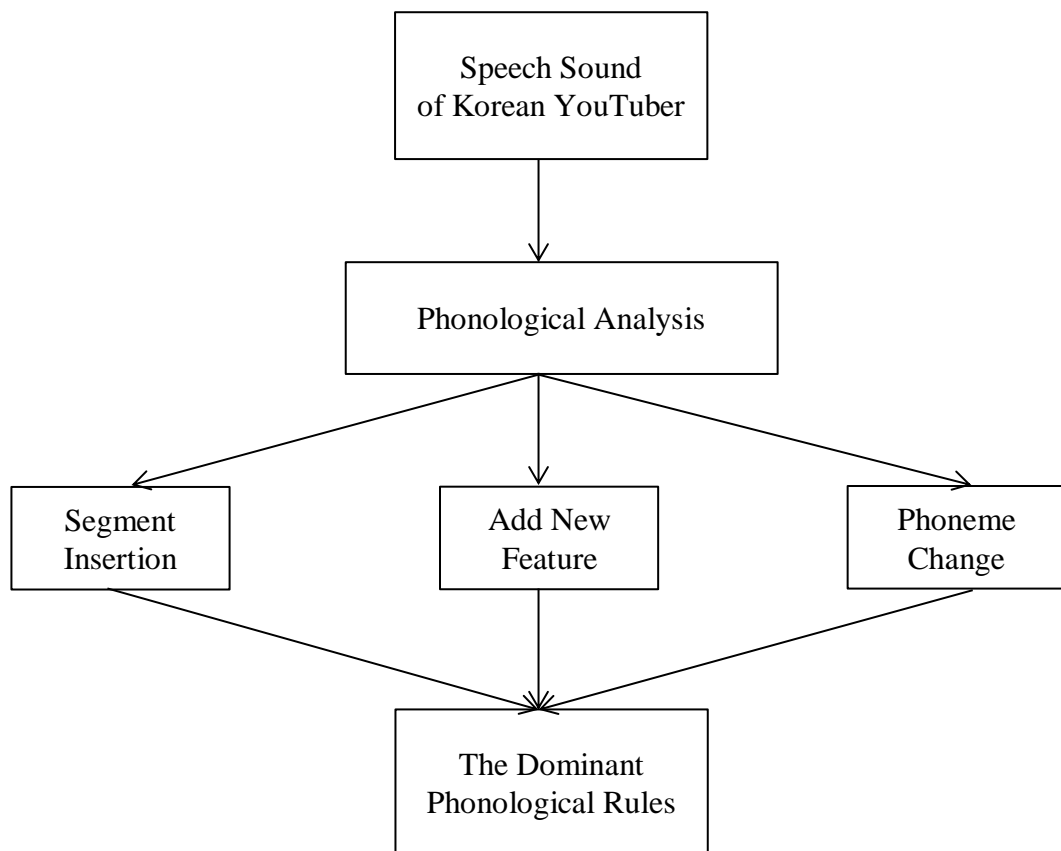 Speech Sound
of Korean YouTuber
Phonological Analysis
Segment
Insertion
Add New
Feature
Phoneme
Change
The Dominant
Phonological Rules